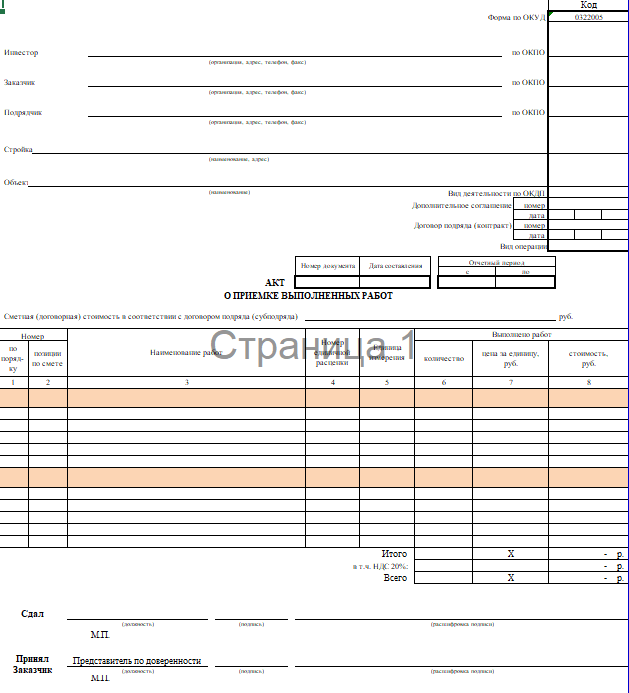 Код
Форма по ОКУД 0322005
Инвестор по ОКПО
(организация, адрес, телефон, факс)
Заказчик по ОКПО
(организация, адрес, телефон, факс)
Подрядчик по ОКПО
(организация, адрес, телефон, факс)
Стройка
(наименование, адрес)
Объект
(наименование)
Вид деятельности по ОКДП
Дополнительное соглашение номер
дата
Договор подряда (контракт) номер
дата
Вид операции
Номер документа Дата составления Отчетный период
с по
АКТ
О ПРИЕМКЕ ВЫПОЛНЕННЫХ РАБОТ
Сметная (договорная) стоимость в соответствии с договором подряда (субподряда) руб.
Номер Наименование работ Номер единичной расценки Единица измерения Выполнено работ
по поряд-ку позиции по смете количество цена за единицу, руб. стоимость, руб.
1 2 3 4 5 6 7 8
Страница 1
Итого X - р.
в т.ч. НДС 20%: - р.
Всего X - р.
Сдал
(должность) (подпись) (расшифровка подписи)
М.П.
Принял
Заказчик Представитель по доверенности
(должность) (подпись) (расшифровка подписи)
М.П.